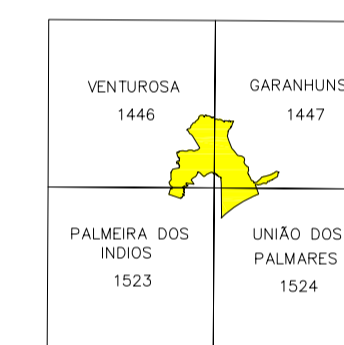 VENTUROSA
1446
GARANHUNS
1447
PALMEIRA DOS
INDIOS
1523
UNIÃO DOS
PALMARES
1524